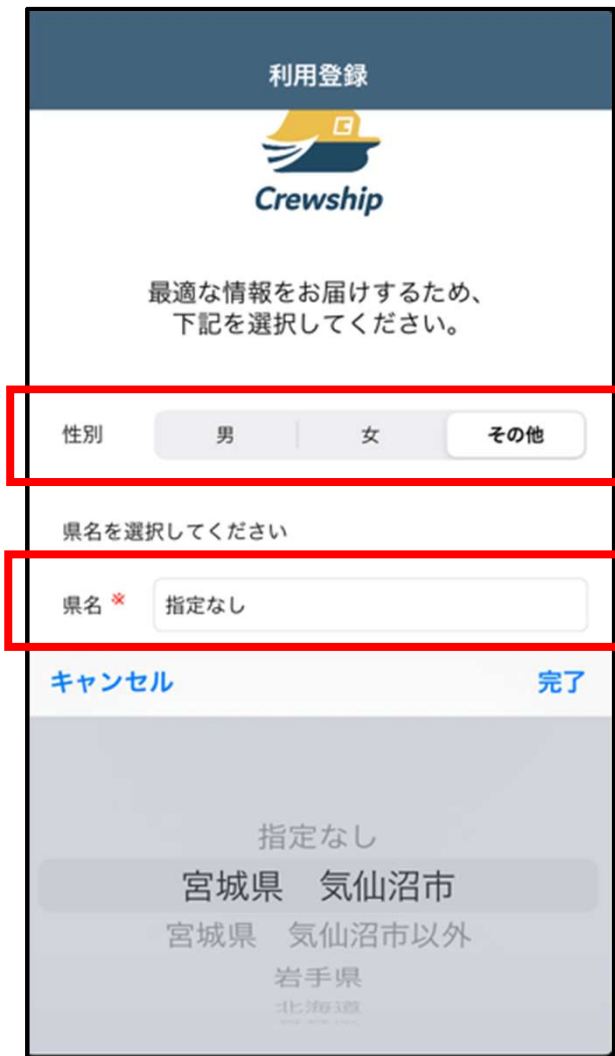 利用登録
Crewship
最適な情報をお届けするため、
下記を選択してください。
性別 男 女 その他
県名を選択してください
県名 ※ 指定なし
キャンセル 完了
指定なし
宮城県 気仙沼市
宮城県 気仙沼市以外
岩手県
北海道